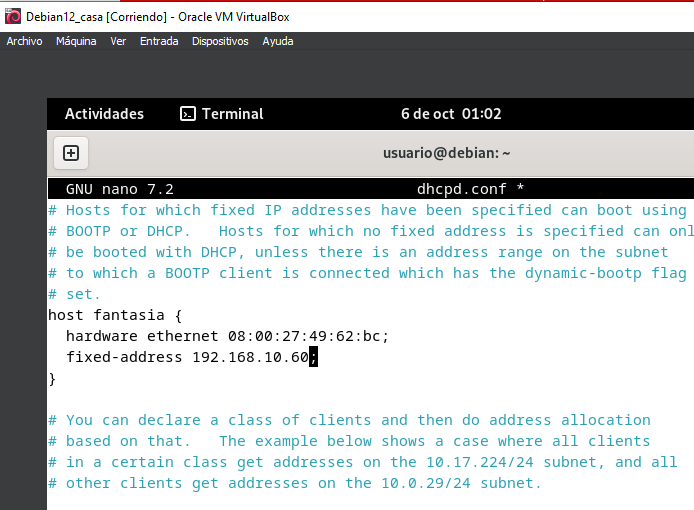 Debian12_casa [Corriendo] - Oracle VM VirtualBox
Archivo Máquina Ver Entrada Dispositivos Ayuda
Actividades Terminal 6 de oct 01:02
usuario@debian: ~
GNU nano 7.2 dhcpd.conf *
# Hosts for which fixed IP addresses have been specified can boot using
# BOOTP or DHCP.   Hosts for which no fixed address is specified can onl
# be booted with DHCP, unless there is an address range on the subnet
# to which a BOOTP client is connected which has the dynamic-bootp flag
# set.
host fantasia {
  hardware ethernet 08:00:27:49:62:bc;
  fixed-address 192.168.10.60;
}
# You can declare a class of clients and then do address allocation
# based on that.   The example below shows a case where all clients
# in a certain class get addresses on the 10.17.224/24 subnet, and all
# other clients get addresses on the 10.0.29/24 subnet.